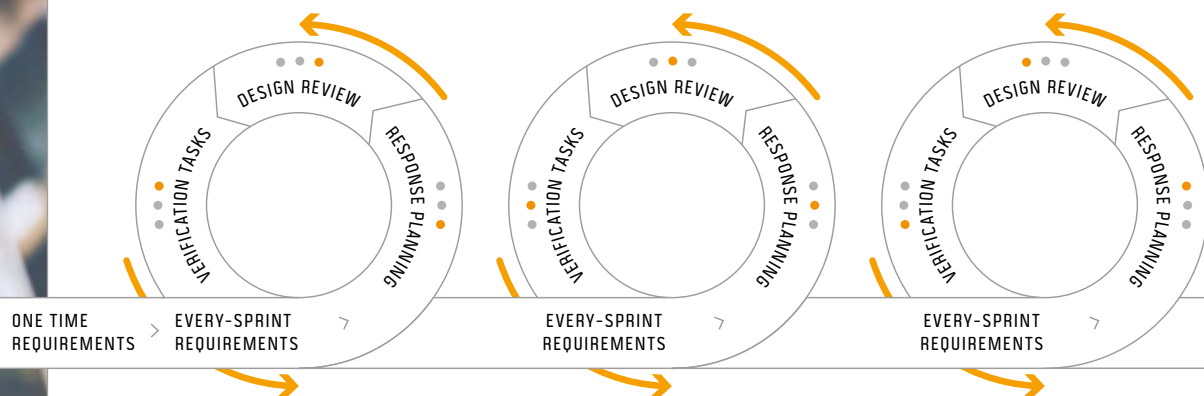 DESIGN REVIEW
VERIFICATION TASKS
RESPONSE PLANNING
DESIGN REVIEW
VERIFICATION TASKS
RESPONSE PLANNING
DESIGN REVIEW
VERIFICATION TASKS
RESPONSE PLANNING
ONE TIME
REQUIREMENTS
EVERY-SPRINT
REQUIREMENTS
EVERY-SPRINT
REQUIREMENTS
EVERY-SPRINT
REQUIREMENTS